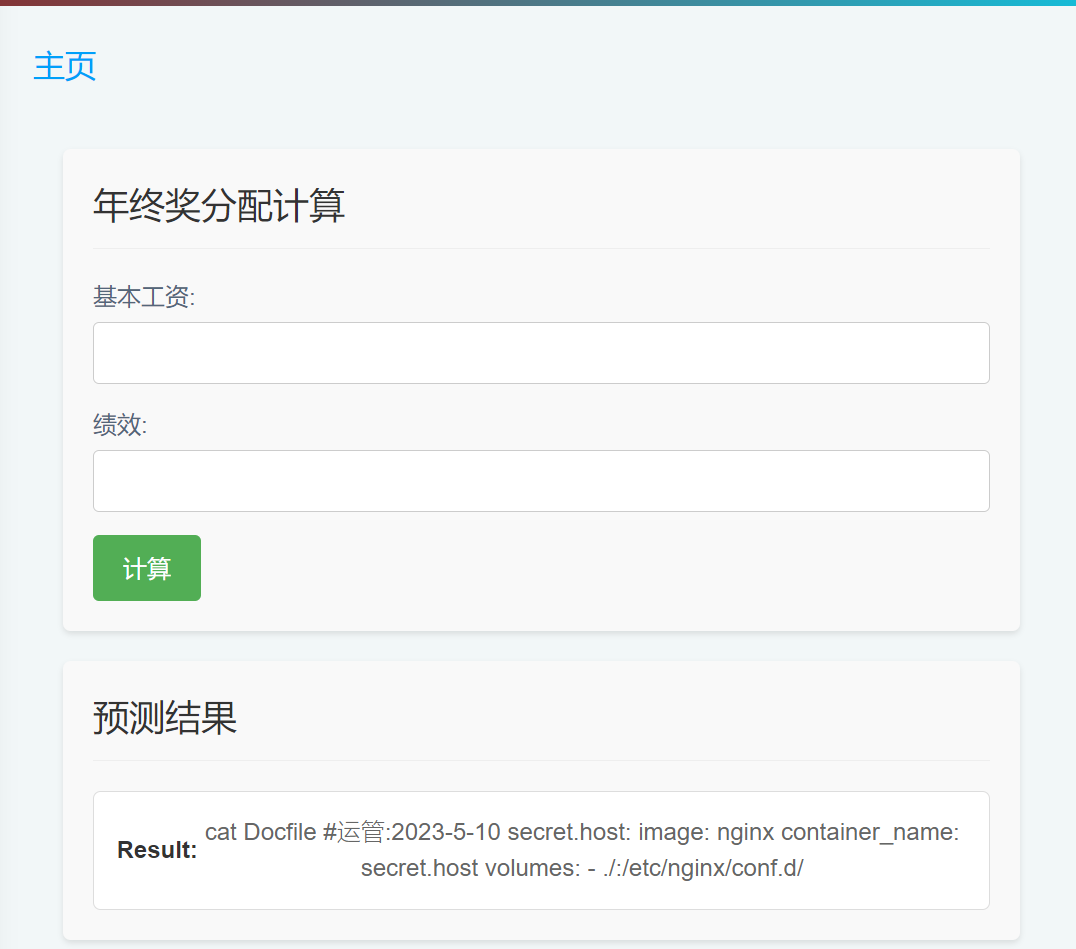 主页
年终奖分配计算
基本工资:
绩效:
计算
预测结果
Result: cat Docfile #运管:2023-5-10 secret.host: image: nginx container_name:
secret.host volumes: - ./:/etc/nginx/conf.d/